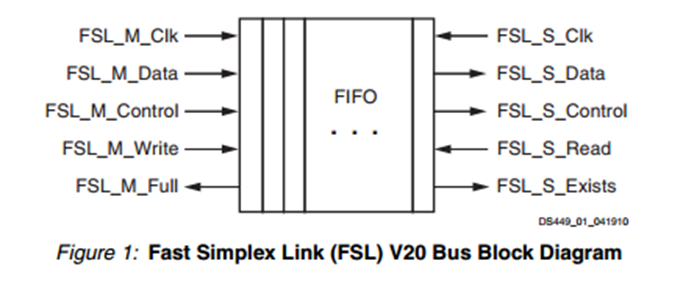 FSL_M_Clk
FSL_M_Data
FSL_M_Control
FSL_M_Write
FSL_M_Full
FIFO
. . .
FSL_S_Clk
FSL_S_Data
FSL_S_Control
FSL_S_Read
FSL_S_Exists
DS449_01_041910
Figure 1: Fast Simplex Link (FSL) V20 Bus Block Diagram